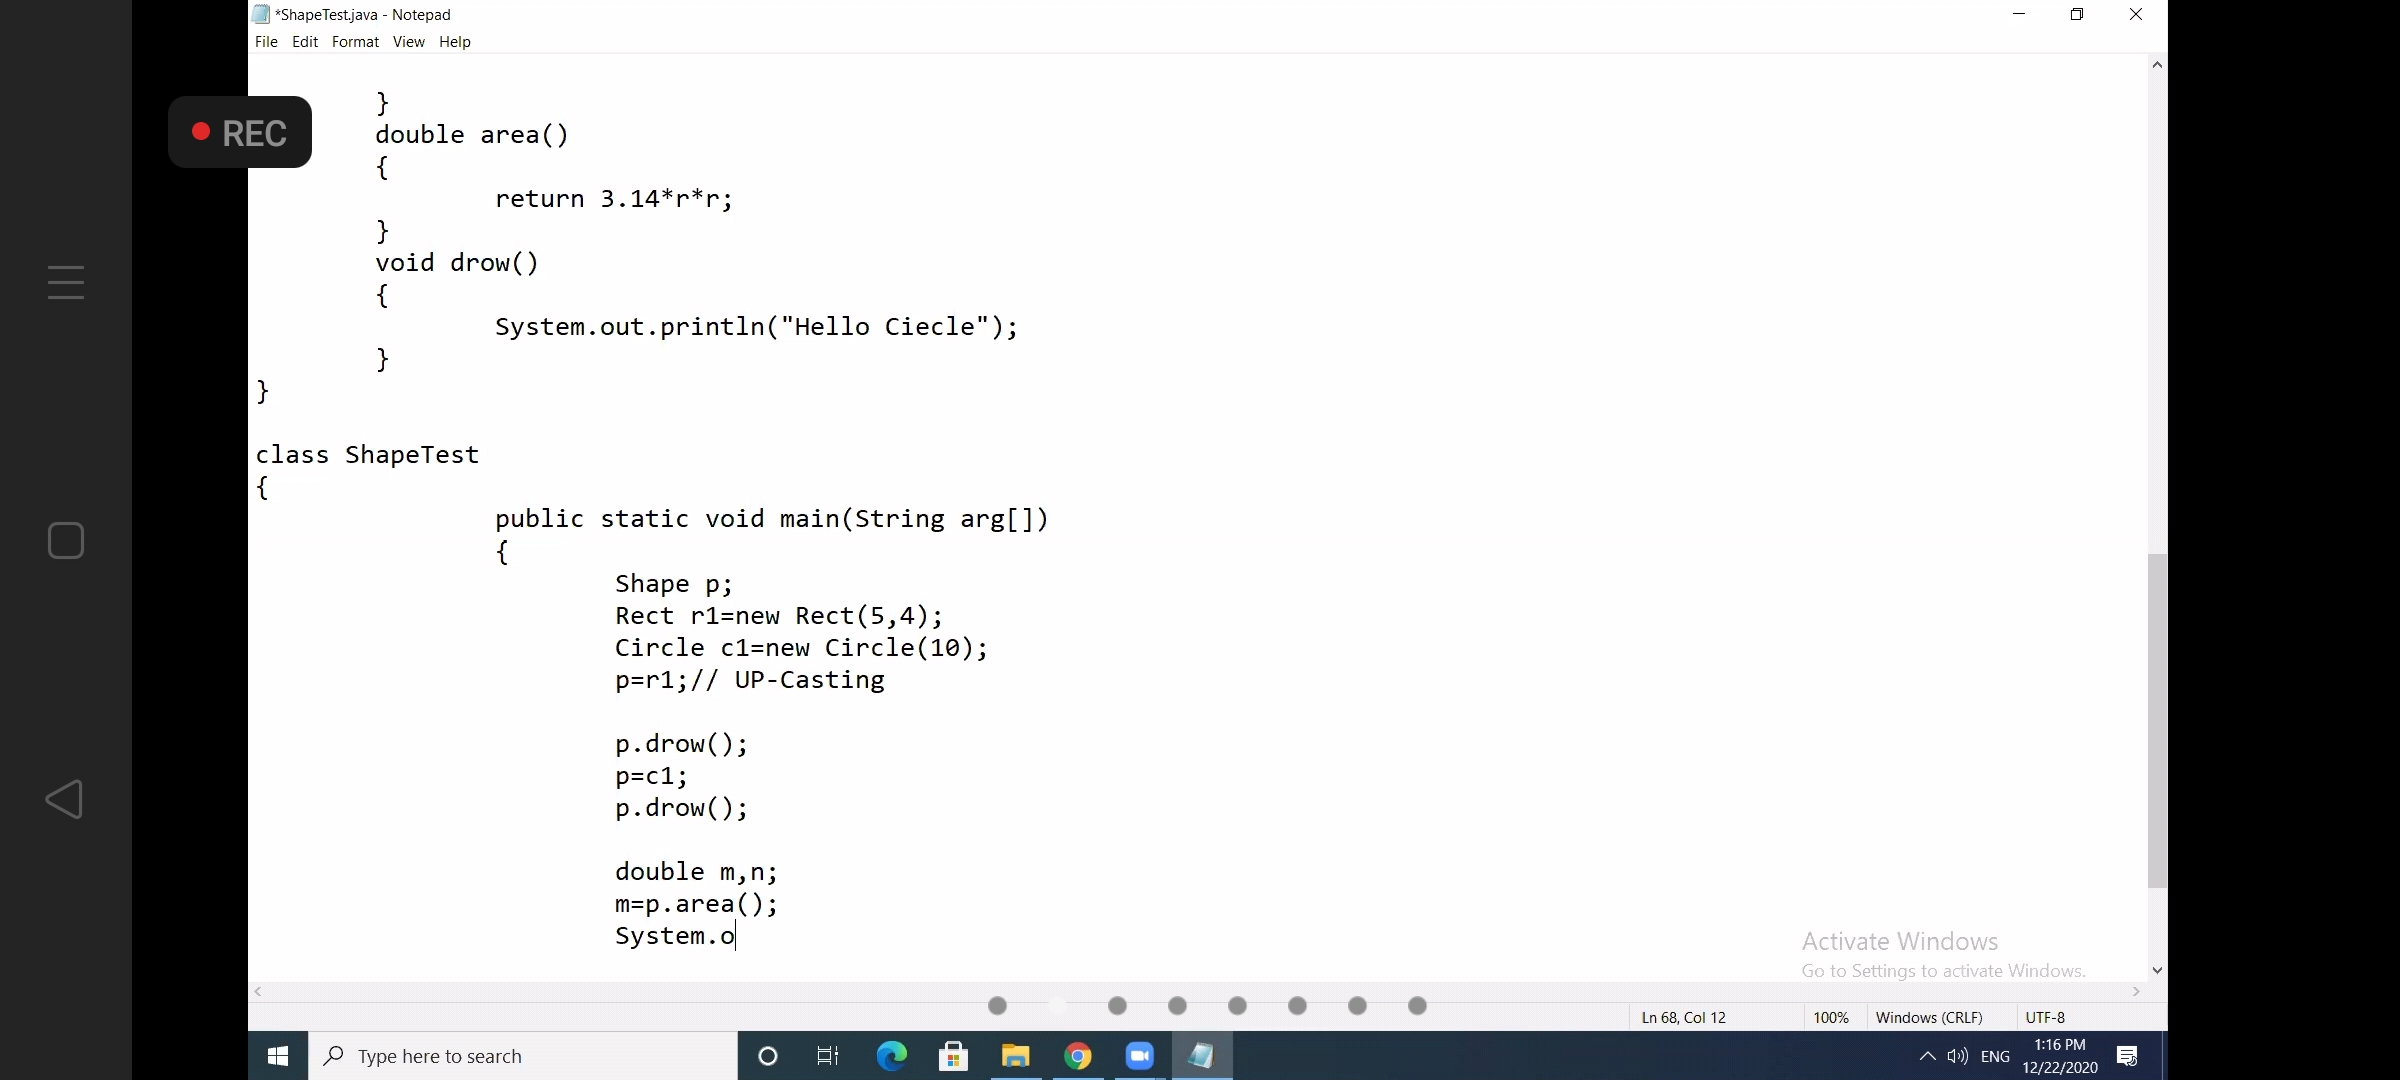 *ShapeTest.java - Notepad
File Edit Format View Help
REC
}
double area()
{
return 3.14*r*r;
}
void drow()
{
System.out.println("Hello Ciecle");
}
}
class ShapeTest
{
public static void main(String arg[])
{
Shape p;
Rect r1=new Rect(5,4);
Circle c1=new Circle(10);
p=r1;// UP-Casting
p.drow();
p=c1;
p.drow();
double m,n;
m=p.area();
System.o
Activate Windows
Go to Settings to activate Windows.
Ln 68, Col 12 100% Windows (CRLF) UTF-8
Type here to search
ENG
1:16 PM
12/22/2020